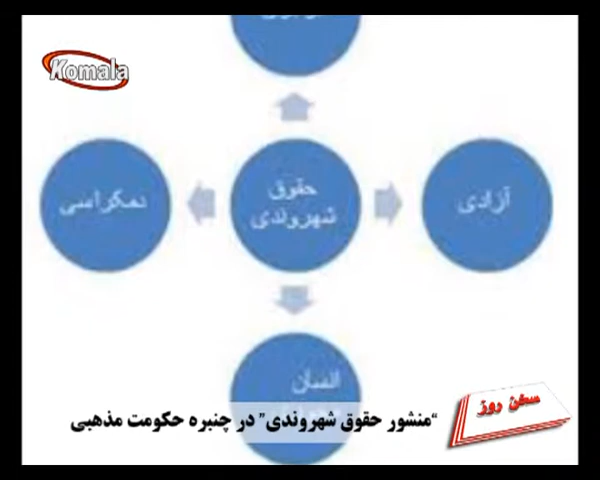 Komala
حقوق
شهروندی
دمکراسی
آزادی
انسان
سخن روز
“منشور حقوق شهروندی” در چنبره حکومت مذهبی